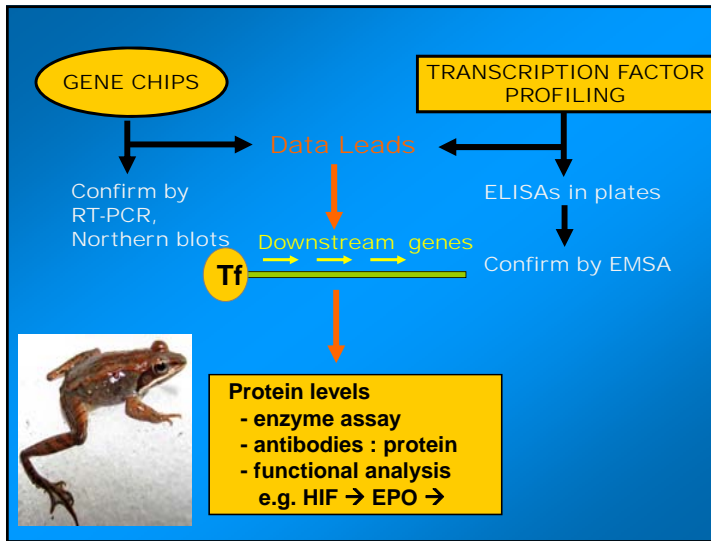 GENE CHIPS
TRANSCRIPTION FACTOR
PROFILING
Data Leads
Confirm by
RT-PCR,
Northern blots
ELISAs in plates
Downstream genes
Confirm by EMSA
Tf
Protein levels
- enzyme assay
- antibodies : protein
- functional analysis
e.g. HIF → EPO →